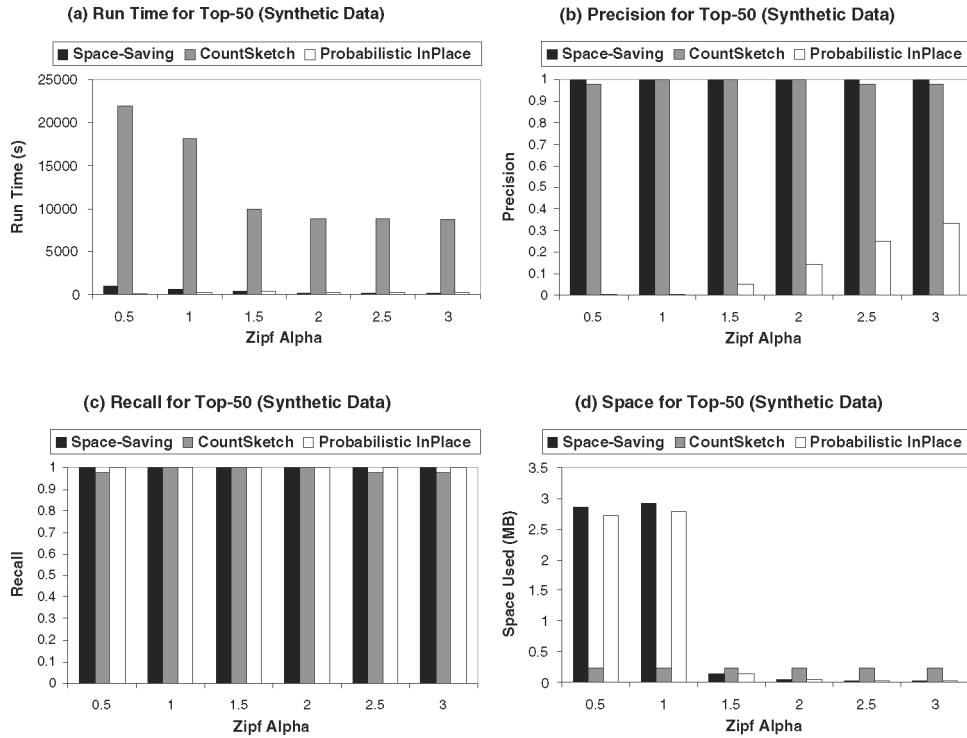 (a) Run Time for Top-50 (Synthetic Data)
Space-Saving CountSketch Probabilistic InPlace
25000
20000
15000
10000
5000
0
Run Time (s)
0.5 1 1.5 2 2.5 3
Zipf Alpha
(b) Precision for Top-50 (Synthetic Data)
Space-Saving CountSketch Probabilistic InPlace
1
0.9
0.8
0.7
0.6
0.5
0.4
0.3
0.2
0.1
0
Precision
0.5 1 1.5 2 2.5 3
Zipf Alpha
(c) Recall for Top-50 (Synthetic Data)
Space-Saving CountSketch Probabilistic InPlace
1
0.9
0.8
0.7
0.6
0.5
0.4
0.3
0.2
0.1
0
Recall
0.5 1 1.5 2 2.5 3
Zipf Alpha
(d) Space for Top-50 (Synthetic Data)
Space-Saving CountSketch Probabilistic InPlace
3.5
3
2.5
2
1.5
1
0.5
0
Space Used (MB)
0.5 1 1.5 2 2.5 3
Zipf Alpha